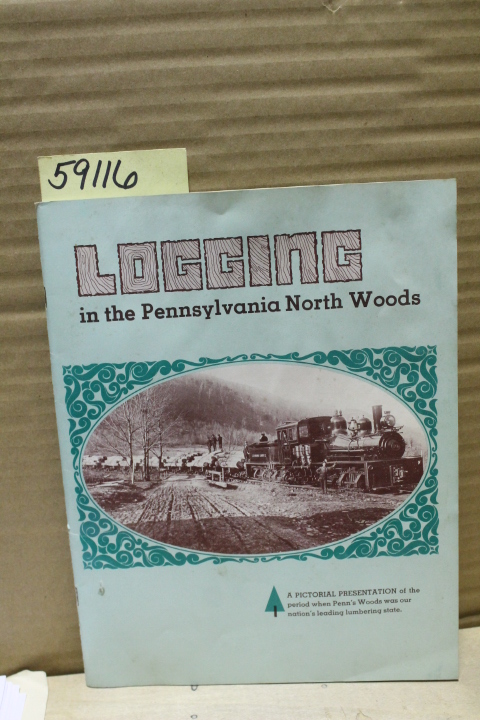 59116
LOGGING
in the Pennsylvania North Woods
A PICTORIAL PRESENTATION of the
period when Penn's Woods was our
nation's leading lumbering state.